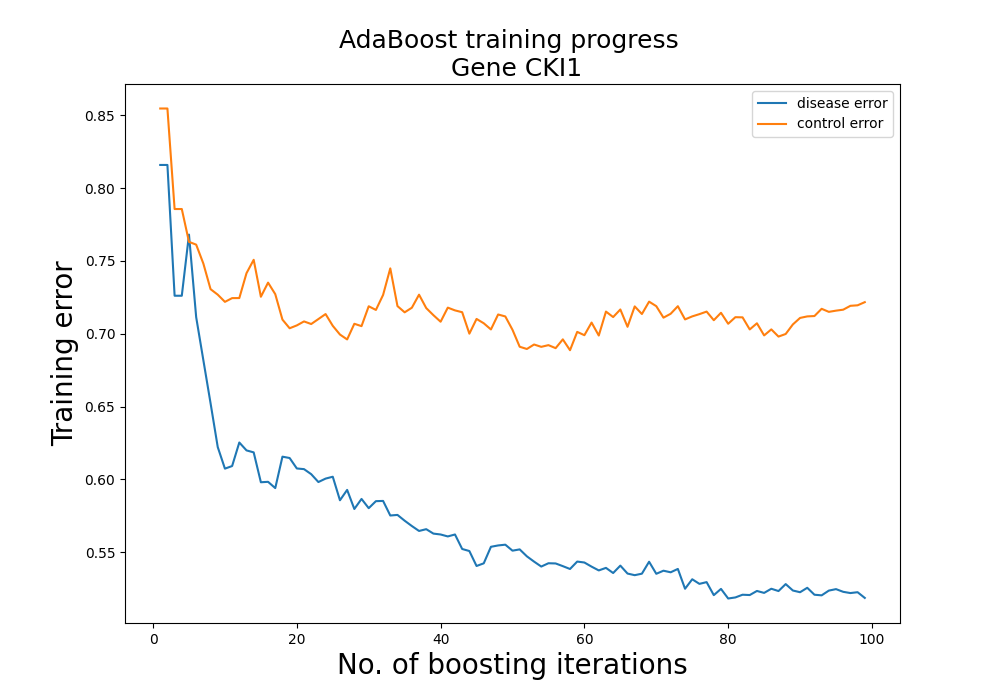 AdaBoost training progress
Gene CKI1
disease error
control error
Training error
0.85
0.80
0.75
0.70
0.65
0.60
0.55
0
20
40
60
80
100
No. of boosting iterations